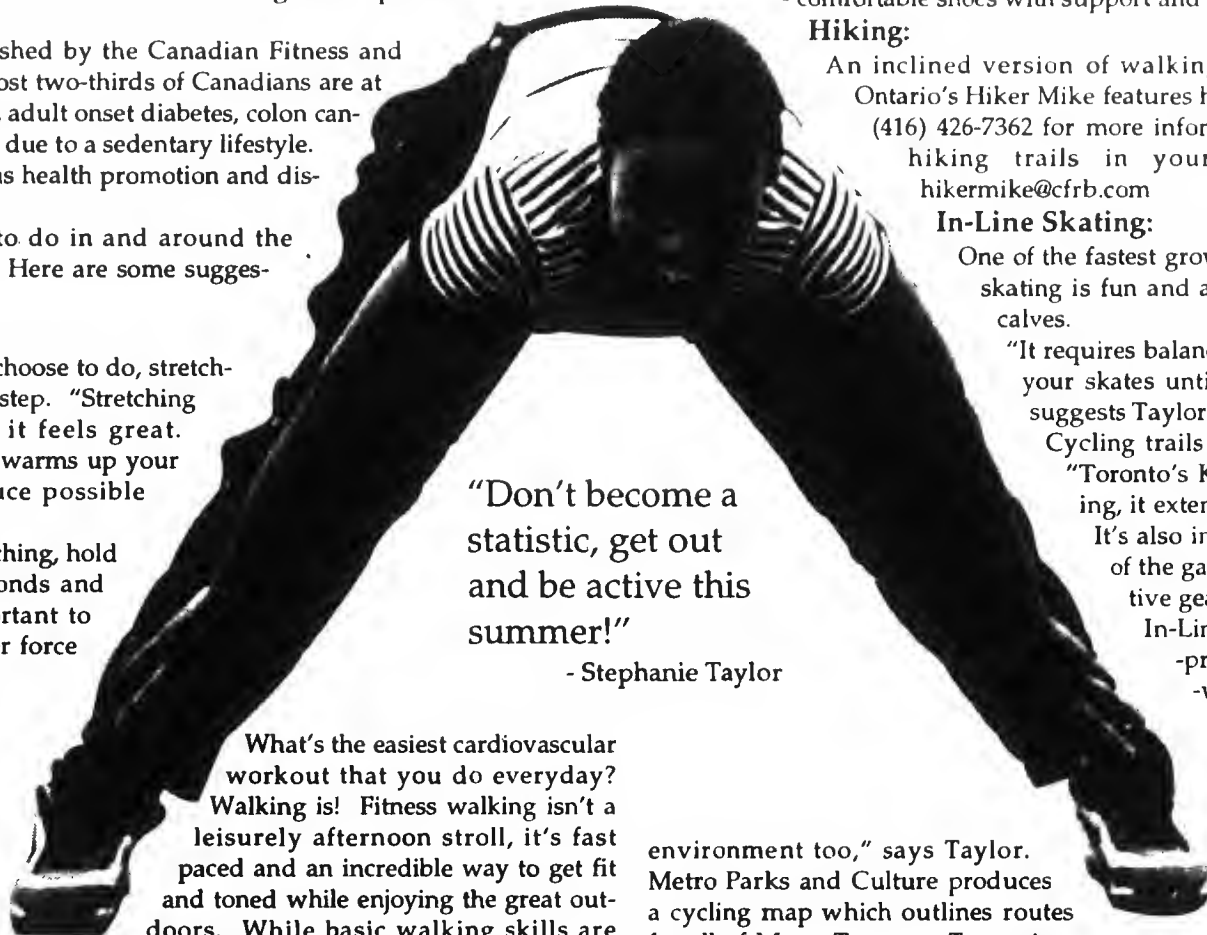 shed by the Canadian Fitness and
ost two-thirds of Canadians are at
adult onset diabetes, colon can-
due to a sedentary lifestyle.
as health promotion and dis-
to do in and around the
Here are some sugges-
choose to do, stretch-
step. "Stretching
it feels great.
warms up your
uce possible
ching, hold
onds and
rtant to
r force
"Don't become a
statistic, get out
and be active this
summer!"
- Stephanie Taylor
What's the easiest cardiovascular
workout that you do everyday?
Walking is! Fitness walking isn't a
leisurely afternoon stroll, it's fast
paced and an incredible way to get fit
and toned while enjoying the great out-
doors. While basic walking skills are
environment too," says Taylor.
Metro Parks and Culture produces
a cycling map which outlines routes
- comfortable shoes with support and
Hiking:
An inclined version of walkin
Ontario's Hiker Mike features h
(416) 426-7362 for more infor
hiking trails in your
hikermike@cfrb.com
In-Line Skating:
One of the fastest grow
skating is fun and a
calves.
"It requires balanc
your skates unti
suggests Taylor
Cycling trails
"Toronto's K
ing, it exter
It's also in
of the ga
tive gea
In-Lin
-pr